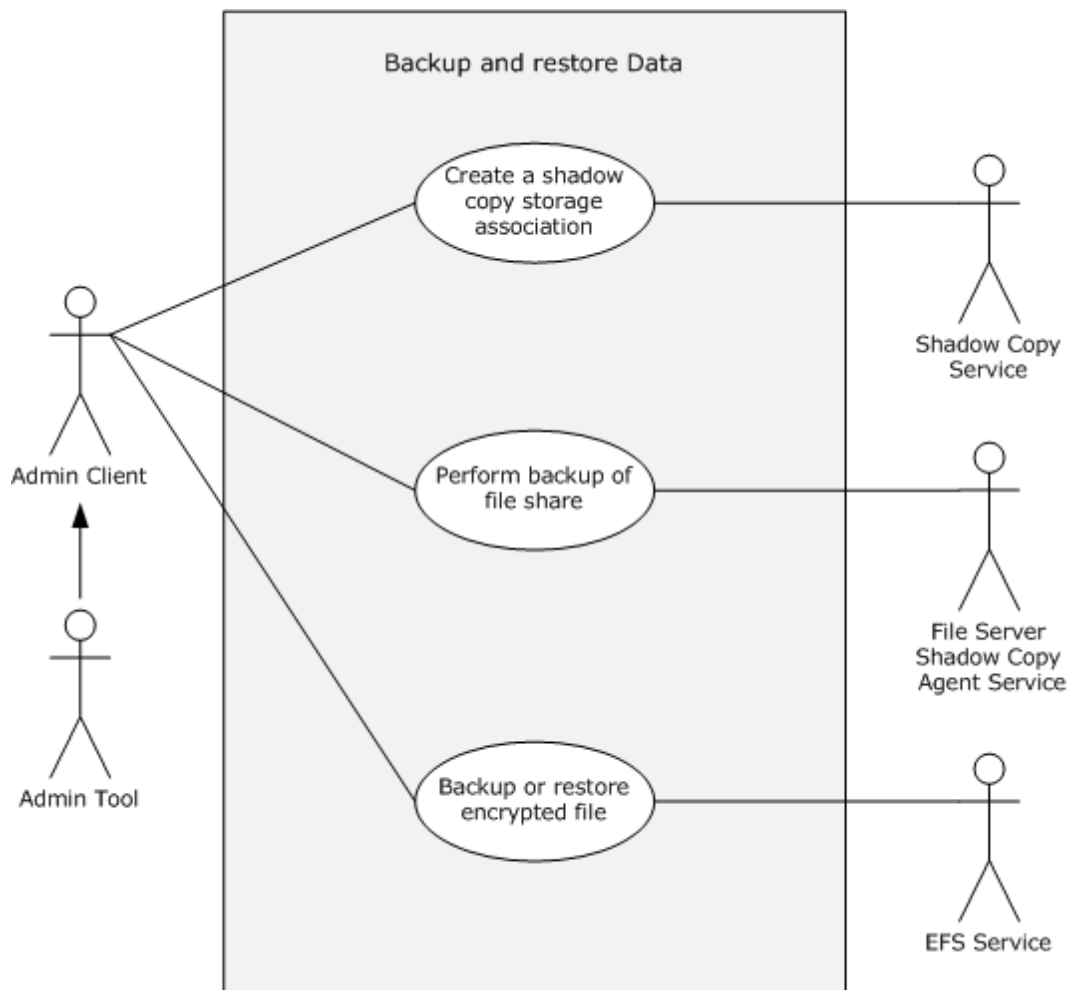 Backup and restore Data
Create a shadow
copy storage
association
Shadow Copy
Service
Admin Client
Perform backup of
file share
File Server
Shadow Copy
Agent Service
Admin Tool
Backup or restore
encrypted file
EFS Service